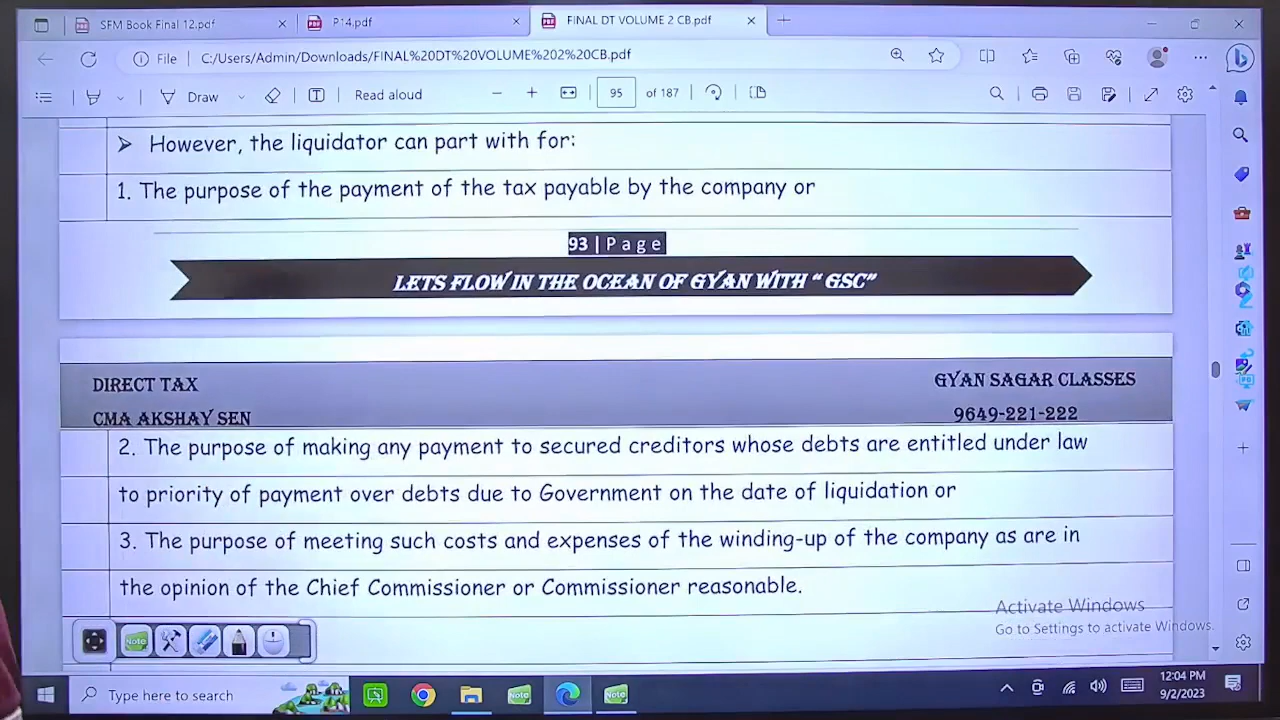 SFM Book Final 12.pdf
P14.pdf
FINAL DT VOLUME 2 CB.pdf
File
C:/Users/Admin/Downloads/FINAL%20DT%20VOLUME%202%20CB.pdf
Draw
Read aloud
95
of 187
➤ However, the liquidator can part with for:
1. The purpose of the payment of the tax payable by the company or
93 | P a g e
LETS FLOW IN THE OCEAN OF GYAN WITH “ GSC”
DIRECT TAX
GYAN SAGAR CLASSES
CMA AKSHAY SEN
9649-221-222
2. The purpose of making any payment to secured creditors whose debts are entitled under law
to priority of payment over debts due to Government on the date of liquidation or
3. The purpose of meeting such costs and expenses of the winding-up of the company as are in
the opinion of the Chief Commissioner or Commissioner reasonable.
Activate Windows
Go to Settings to activate Windows.
Note
Type here to search
Note
Note
12:04 PM
9/2/2023